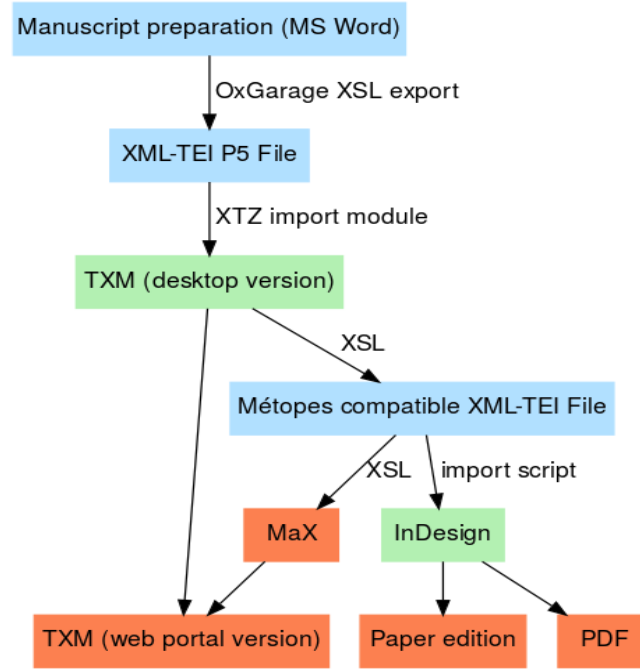 Manuscript preparation (MS Word)
OxGarage XSL export
XML-TEI P5 File
XTZ import module
TXM (desktop version)
XSL
Métopes compatible XML-TEI File
XSL
import script
MaX
InDesign
TXM (web portal version)
Paper edition
PDF